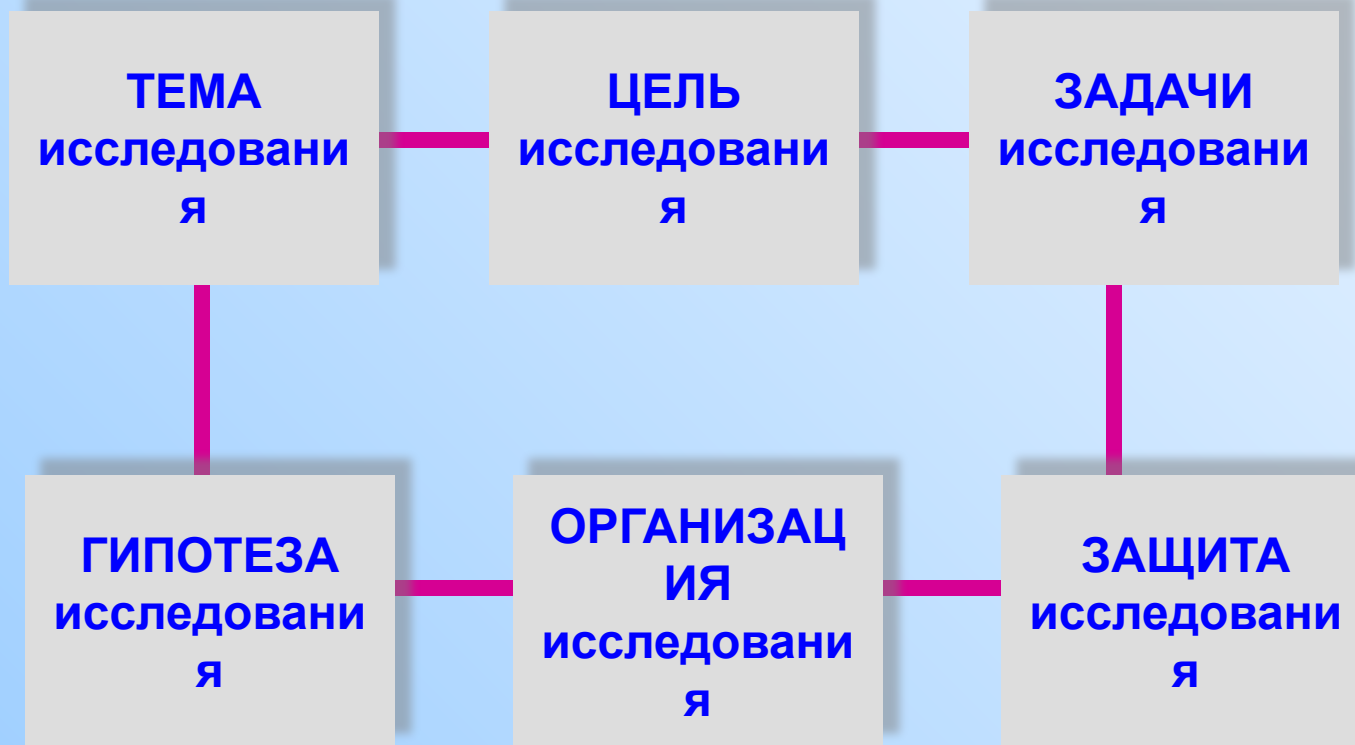 ТЕМА
исследовани
я
ЦЕЛЬ
исследовани
я
ЗАДАЧИ
исследовани
я
ГИПОТЕЗА
исследовани
я
ОРГАНИЗАЦ
ИЯ
исследовани
я
ЗАЩИТА
исследовани
я